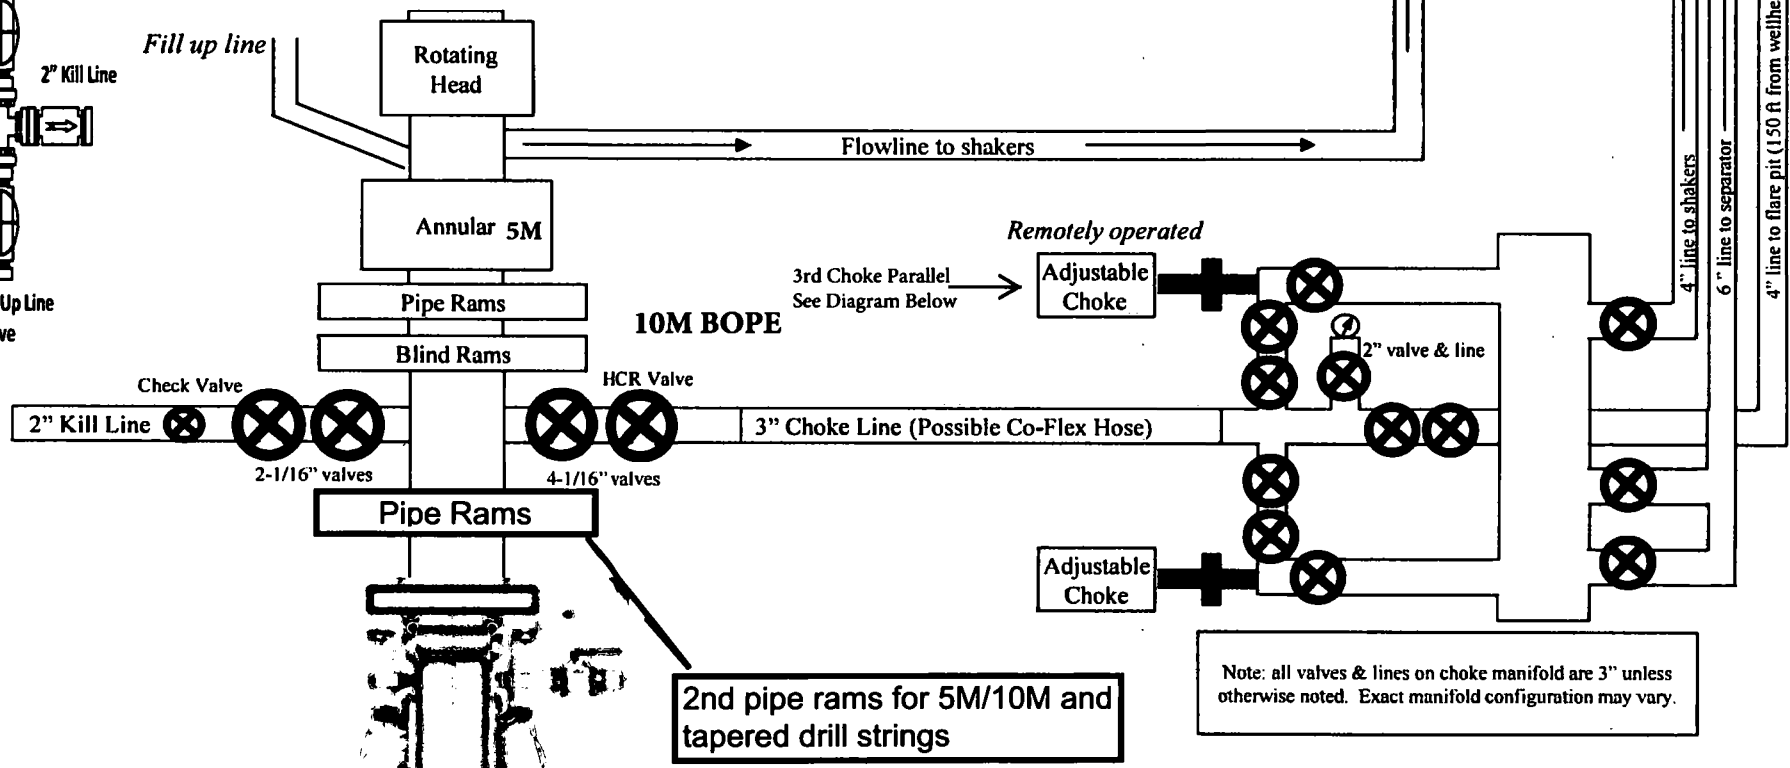 Fill up line
Rotating
Head
2" Kill Line
Flowline to shakers
Annular 5M
Remotely operated
3rd Choke Parallel
See Diagram Below
Adjustable
Choke
Pipe Rams
10M BOPE
Blind Rams
Up Line
2" valve & line
Check Valve
HCR Valve
2" Kill Line
3" Choke Line (Possible Co-Flex Hose)
2-1/16" valves
4-1/16" valves
Pipe Rams
Adjustable
Choke
4" line to shakers
6" line to separator
4" line to flare pit (150 ft from
2nd pipe rams for 5M/10M and
tapered drill strings
Note: all valves & lines on choke manifold are 3" unless
otherwise noted. Exact manifold configuration may vary.